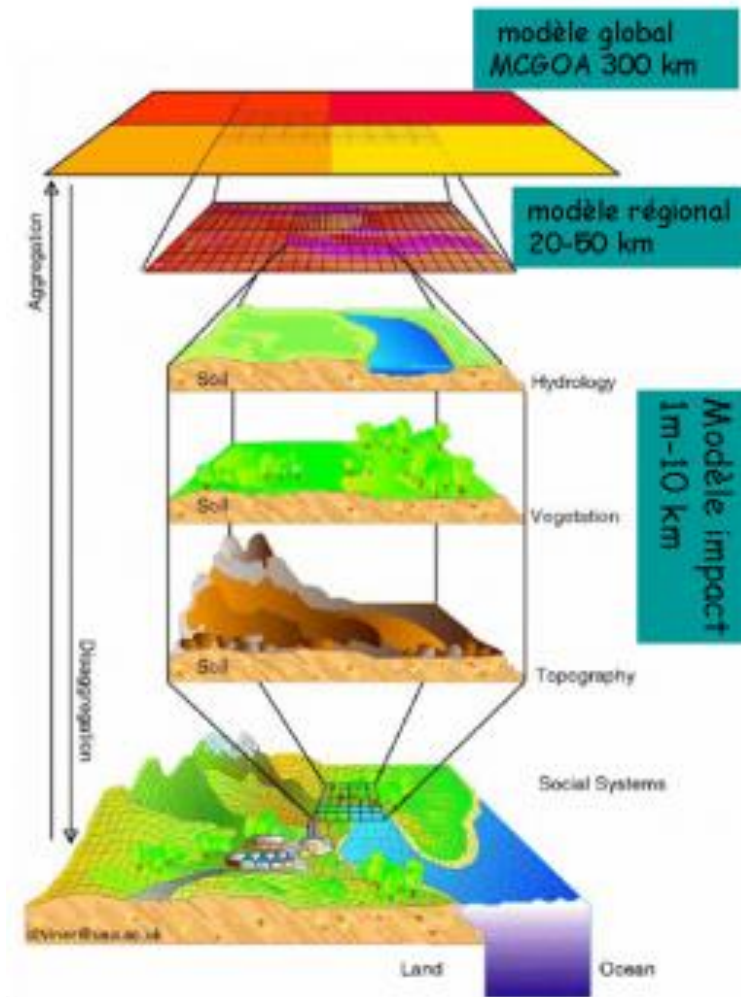 modèle global
MCGOA 300 km
modèle régional
20-50 km
Aggregation
Soil
Hydrology
Modèle impact
1m-10 km
Soil
Vegetation
Soil
Topography
Disaggregation
Social Systems
Land
Ocean